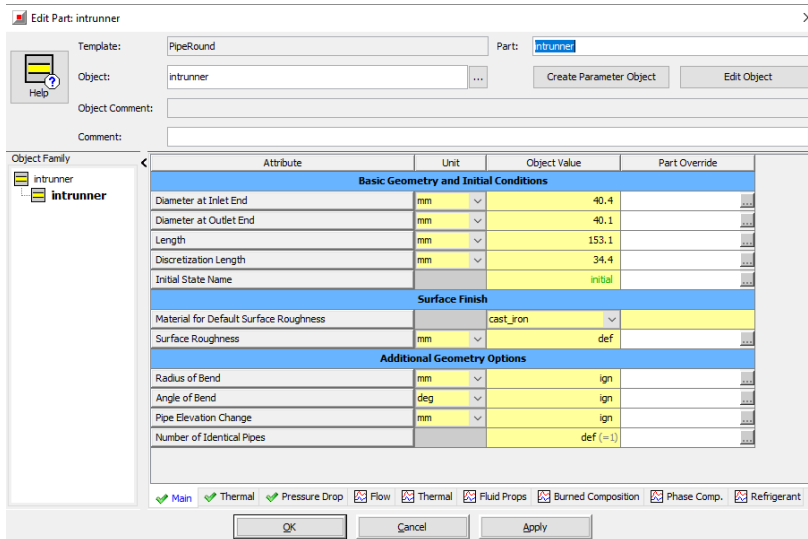 Edit Part: intrunner
Template: PipeRound Part: intrunner
Help
Object: intrunner ... Create Parameter Object Edit Object
Object Comment:
Comment:
Object Family
intrunner
intrunner
Attribute Unit Object Value Part Override
Basic Geometry and Initial Conditions
Diameter at Inlet End mm 40.4 ...
Diameter at Outlet End mm 40.1 ...
Length mm 153.1 ...
Discretization Length mm 34.4 ...
Initial State Name initial ...
Surface Finish
Material for Default Surface Roughness cast_iron
Surface Roughness mm def ...
Additional Geometry Options
Radius of Bend mm ign ...
Angle of Bend deg ign ...
Pipe Elevation Change mm ign ...
Number of Identical Pipes def (=1) ...
Main Thermal Pressure Drop Flow Thermal Fluid Props Burned Composition Phase Comp. Refrigerant
OK Cancel Apply